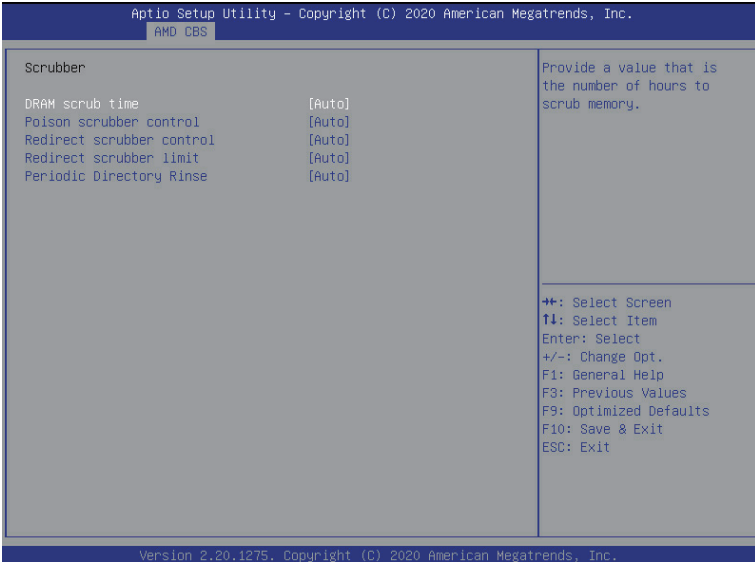 Aptio Setup Utility – Copyright (C) 2020 American Megatrends, Inc.
AMD CBS
Scrubber
DRAM scrub time [Auto]
Poison scrubber control [Auto]
Redirect scrubber control [Auto]
Redirect scrubber limit [Auto]
Periodic Directory Rinse [Auto]
Provide a value that is
the number of hours to
scrub memory.
→←: Select Screen
↑↓: Select Item
Enter: Select
+/-: Change Opt.
F1: General Help
F3: Previous Values
F9: Optimized Defaults
F10: Save & Exit
ESC: Exit
Version 2.20.1275. Copyright (C) 2020 American Megatrends, Inc.